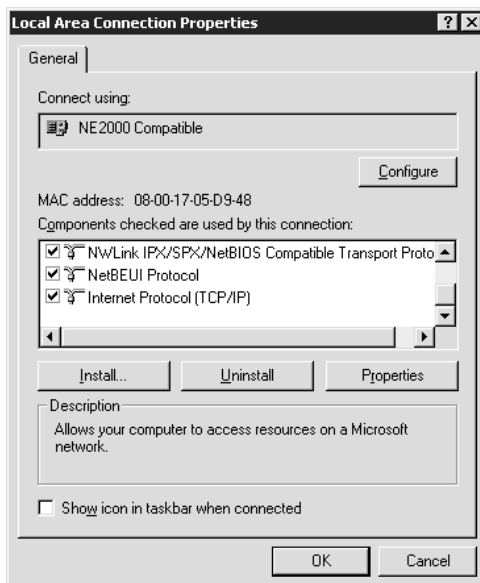 Local Area Connection Properties
General
Connect using:
NE2000 Compatible
Configure
MAC address: 08-00-17-05-D9-48
Components checked are used by this connection:
NWLink IPX/SPX/NetBIOS Compatible Transport Proto
NetBEUI Protocol
Internet Protocol (TCP/IP)
Install... Uninstall Properties
Description
Allows your computer to access resources on a Microsoft
network.
Show icon in taskbar when connected
OK Cancel